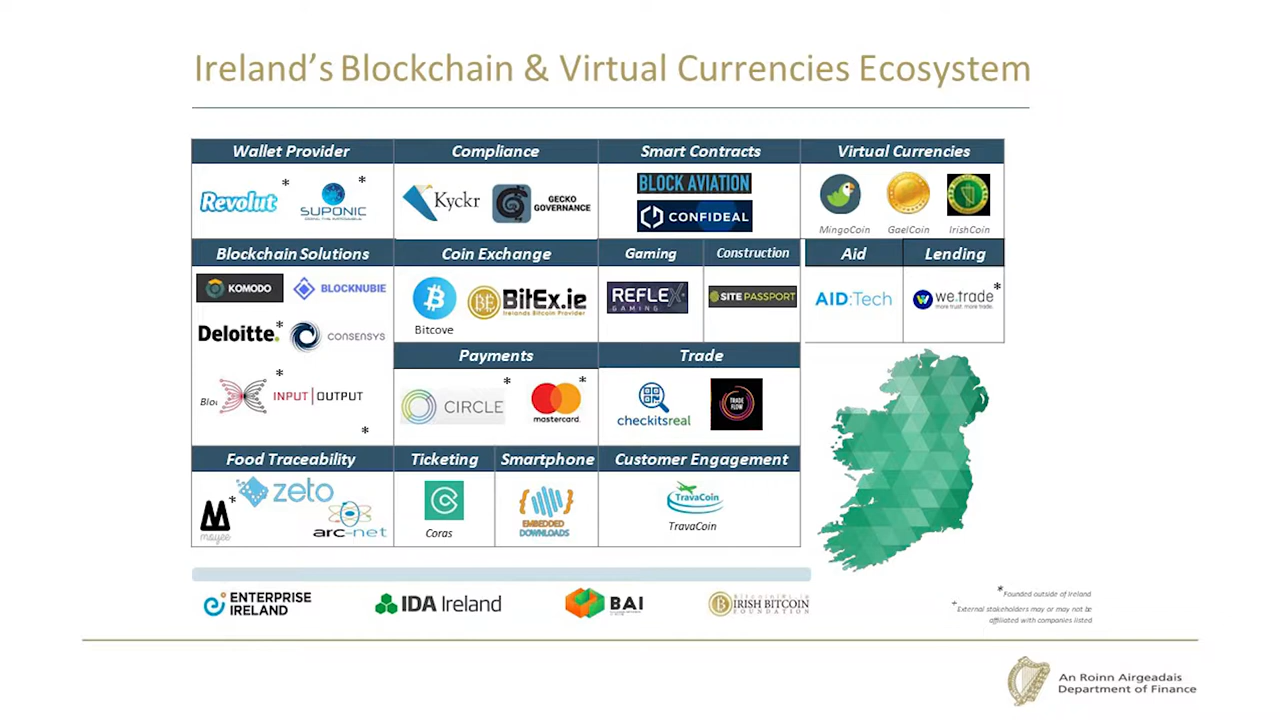 Ireland's Blockchain & Virtual Currencies Ecosystem
Wallet Provider
Compliance
Smart Contracts
Virtual Currencies
Revolut *
SUPONIC *
Kyckr
GECKO
GOVERNANCE
BLOCK AVIATION
CONFIDEAL
MingoCoin
GaelCoin
IrishCoin
Blockchain Solutions
Coin Exchange
Gaming
Construction
Aid
Lending
KOMODO
BLOCKNUBIE
Deloitte. *
CONSENSYS
Bloc
INPUT | OUTPUT
*
*
Bitcove
BitEx.ie
Irelands Bitcoin Provider
REFLEX
GAMING
SITE PASSPORT
AID:Tech
we.trade *
more trust. more trade.
Payments
Trade
CIRCLE *
mastercard. *
checkitsreal
TRADE
FLOW
Food Traceability
Ticketing
Smartphone
Customer Engagement
zeto
moyee *
arc-net
Coras
EMBEDDED
DOWNLOADS
TravaCoin
TravaCoin
ENTERPRISE
IRELAND
IDA Ireland
BAI
IRISH BITCOIN
FOUNDATION
* Founded outside of Ireland
+ External stakeholders may or may not be
affiliated with companies listed
An Roinn Airgeadais
Department of Finance